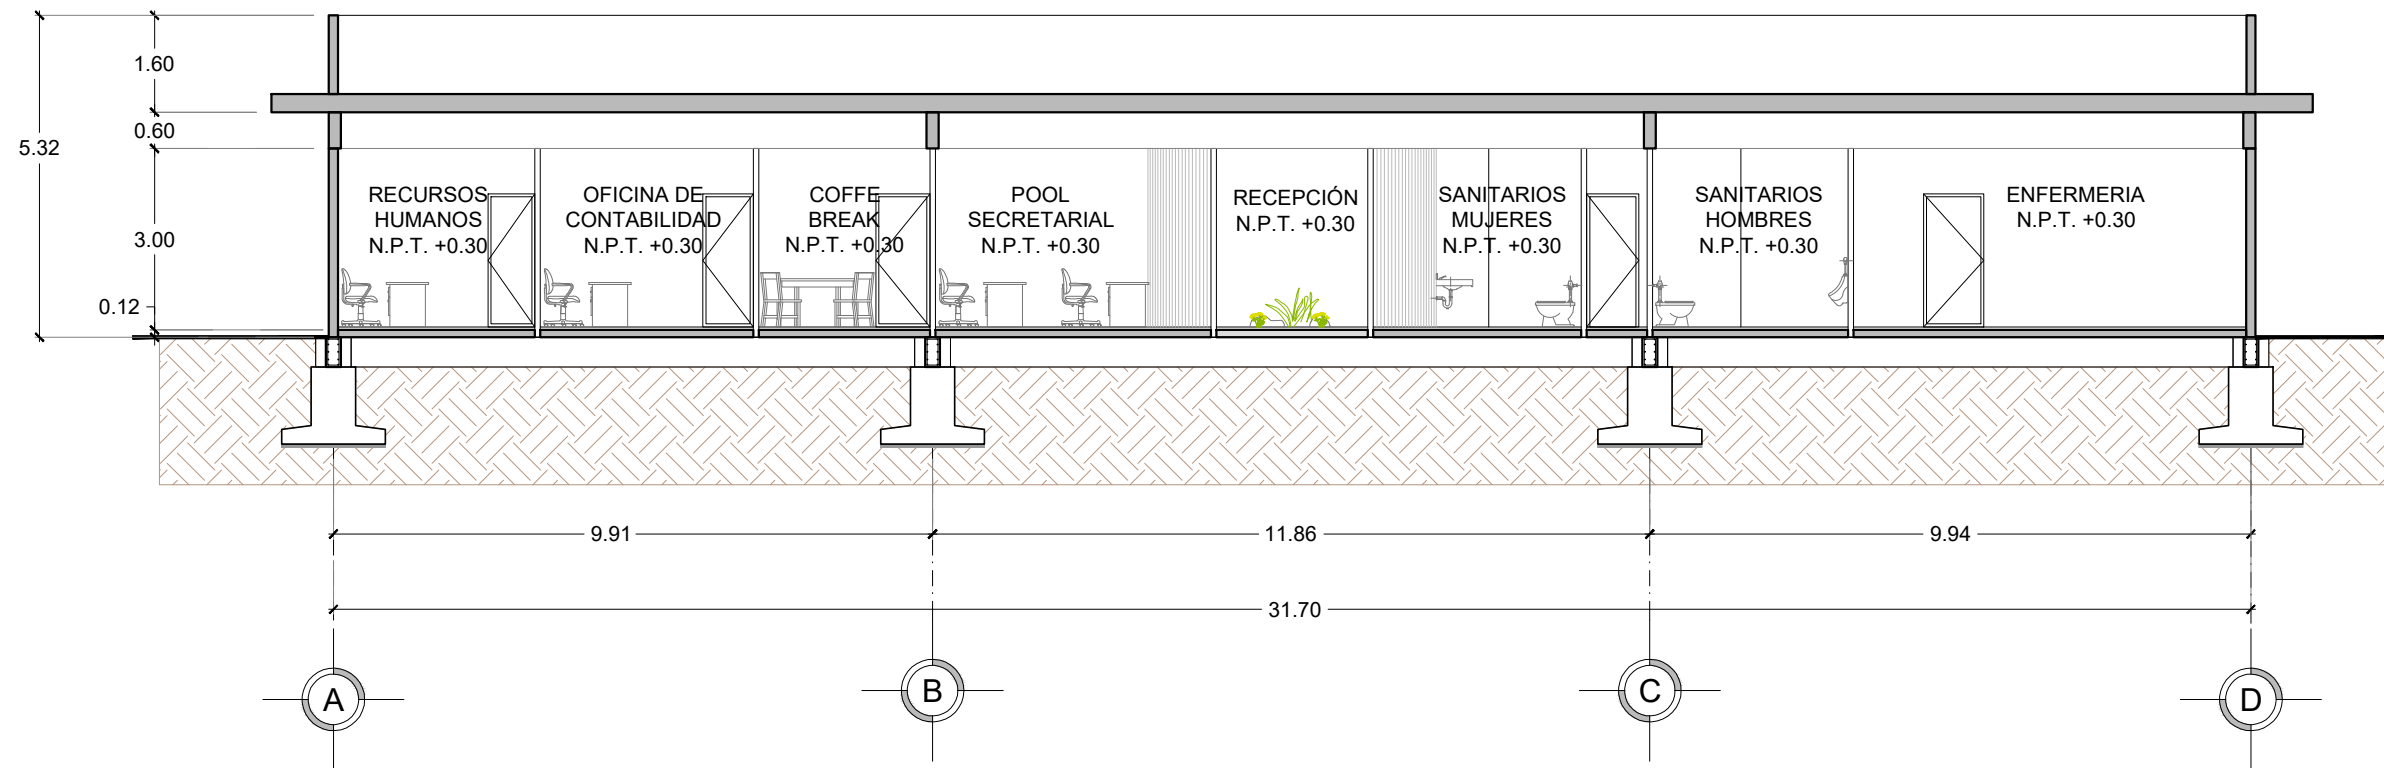 1.60
0.60
5.32
3.00
0.12
RECURSOS
HUMANOS
N.P.T. +0.30
OFICINA DE
CONTABILIDAD
N.P.T. +0.30
COFFE
BREAK
N.P.T. +0.30
POOL
SECRETARIAL
N.P.T. +0.30
RECEPCIÓN
N.P.T. +0.30
SANITARIOS
MUJERES
N.P.T. +0.30
SANITARIOS
HOMBRES
N.P.T. +0.30
ENFERMERIA
N.P.T. +0.30
9.91
11.86
9.94
31.70
A
B
C
D